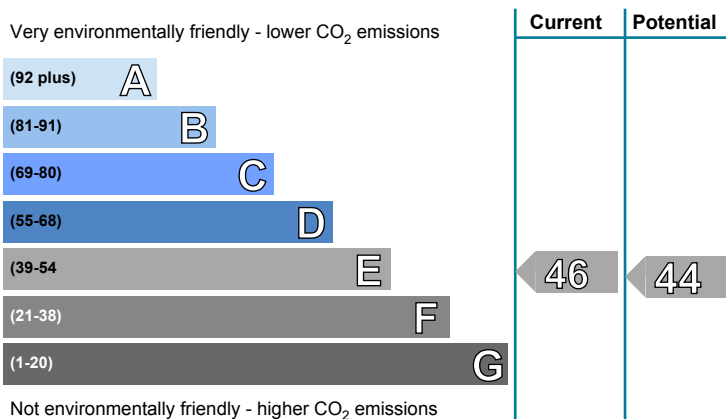 Very environmentally friendly - lower CO2 emissions
Current
Potential
(92 plus) A
(81-91) B
(69-80) C
(55-68) D
(39-54 E
46
44
(21-38) F
(1-20) G
Not environmentally friendly - higher CO2 emissions